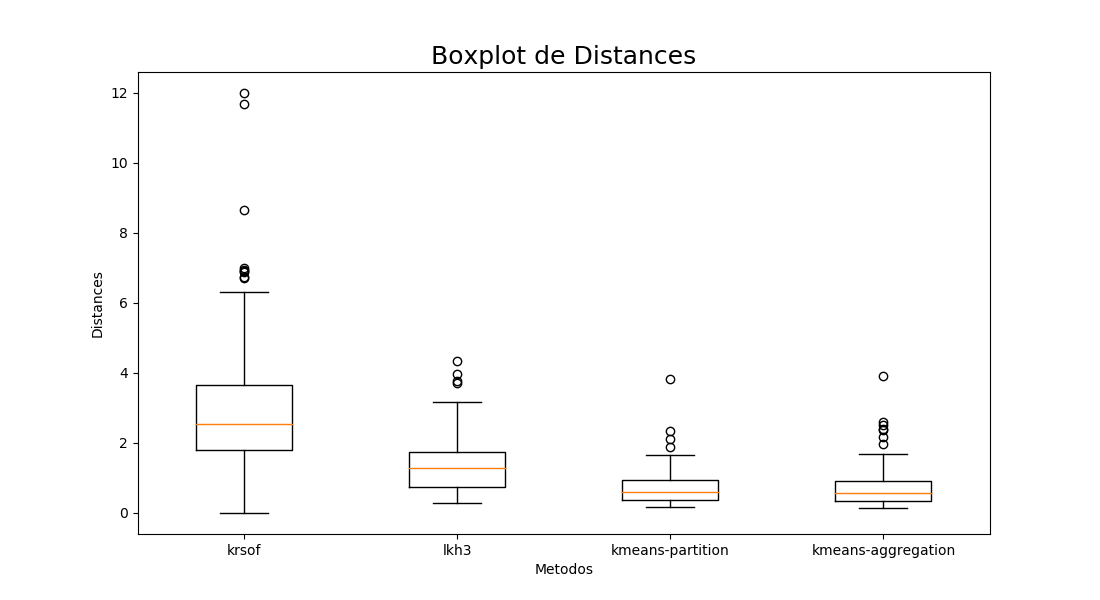 Boxplot de Distances
12
10
8
6
4
2
0
Distances
krsof lkh3 kmeans-partition kmeans-aggregation
Metodos